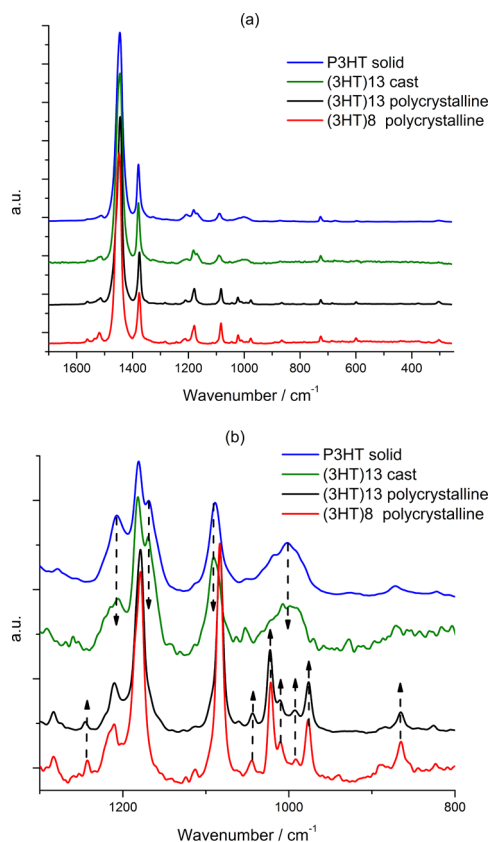 (a)
P3HT solid
(3HT)13 cast
(3HT)13 polycrystalline
(3HT)8 polycrystalline
a.u.
1600 1400 1200 1000 800 600 400
Wavenumber / cm⁻¹
(b)
P3HT solid
(3HT)13 cast
(3HT)13 polycrystalline
(3HT)8 polycrystalline
a.u.
1200 1000 800
Wavenumber / cm⁻¹